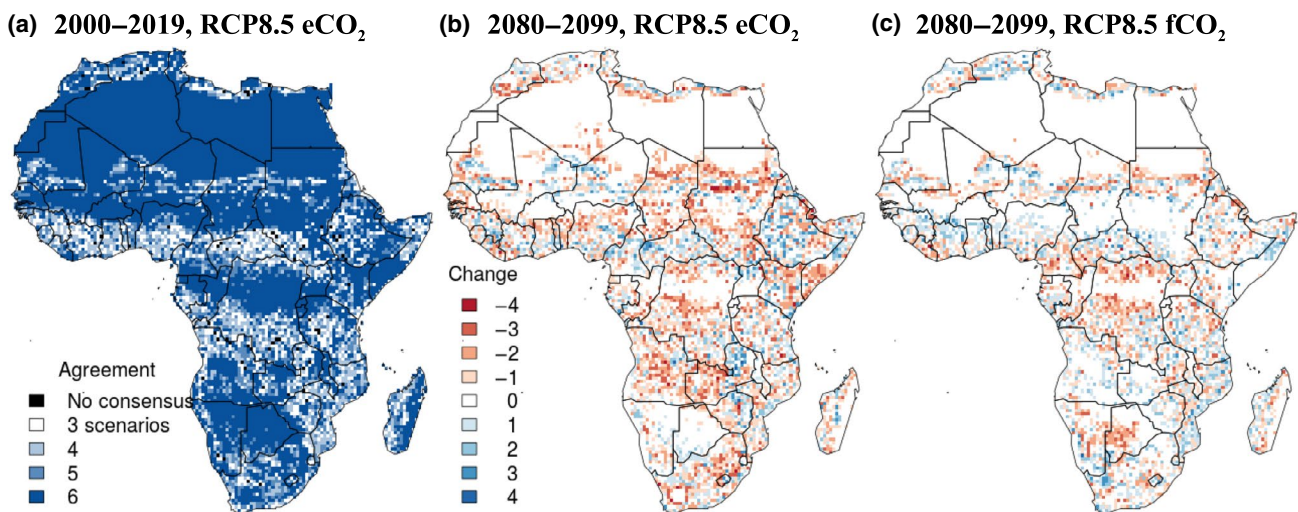 (a) 2000–2019, RCP8.5 eCO₂
(b) 2080–2099, RCP8.5 eCO₂
(c) 2080–2099, RCP8.5 fCO₂
Agreement
No consensus
3 scenarios
4
5
6
Change
−4
−3
−2
−1
0
1
2
3
4